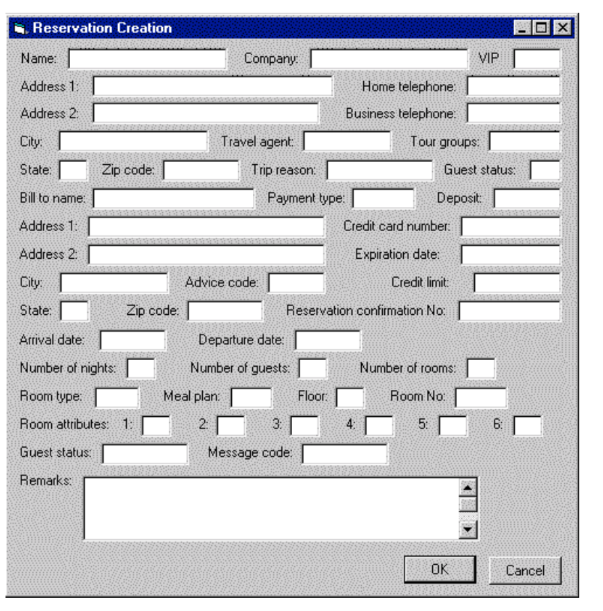 Reservation Creation
Name: Company: VIP
Address 1: Home telephone:
Address 2: Business telephone:
City: Travel agent: Tour groups:
State: Zip code: Trip reason: Guest status:
Bill to name: Payment type: Deposit:
Address 1: Credit card number:
Address 2: Expiration date:
City: Advice code: Credit limit:
State: Zip code: Reservation confirmation No:
Arrival date: Departure date:
Number of nights: Number of guests: Number of rooms:
Room type: Meal plan: Floor: Room No:
Room attributes: 1: 2: 3: 4: 5: 6:
Guest status: Message code:
Remarks:
OK Cancel